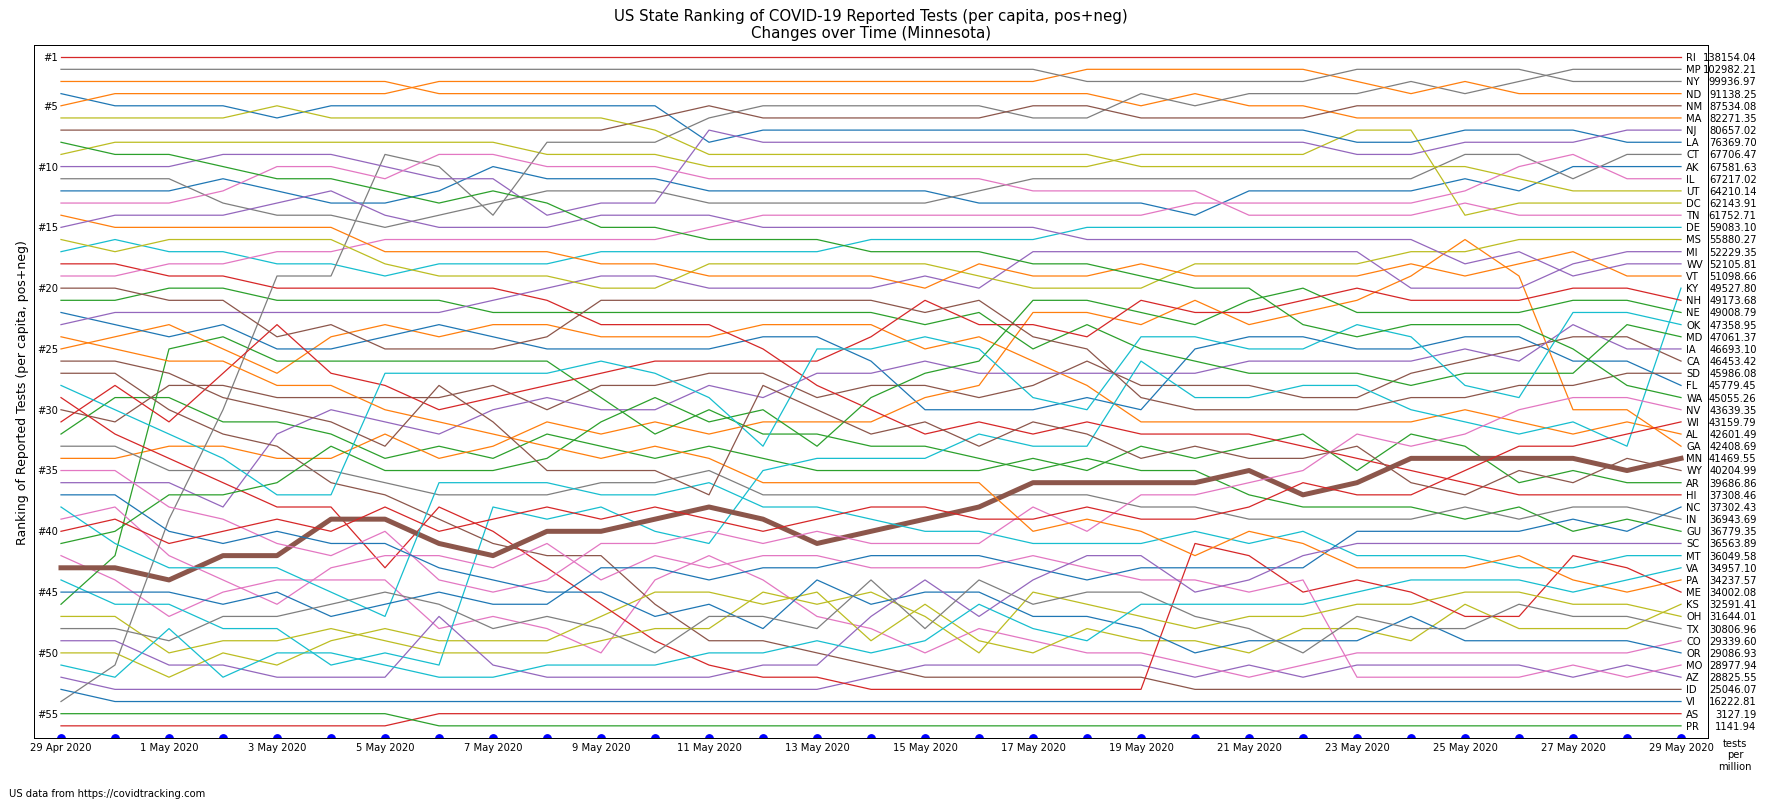 US State Ranking of COVID-19 Reported Tests (per capita, pos+neg)
Changes over Time (Minnesota)
Ranking of Reported Tests (per capita, pos+neg)
#1
#5
#10
#15
#20
#25
#30
#35
#40
#45
#50
#55
RI 138154.04
MP 102982.21
NY 99936.97
ND 91138.25
NM 87534.08
MA 82271.35
NJ 80657.02
LA 76369.70
CT 67706.47
AK 67581.63
IL 67217.02
UT 64210.14
DC 62143.91
TN 61752.71
DE 59083.10
MS 55880.27
MI 52229.35
WV 52105.81
VT 51098.66
KY 49527.80
NH 49173.68
NE 49008.79
OK 47358.95
MD 47061.37
IA 46693.10
CA 46453.42
SD 45986.08
FL 45779.45
WA 45055.26
NV 43639.35
WI 43159.79
AL 42601.49
GA 42408.69
MN 41469.55
WY 40204.99
AR 39686.86
HI 37308.46
NC 37302.43
IN 36943.69
GU 36779.35
SC 36563.89
MT 36049.58
VA 34957.10
PA 34237.57
ME 34002.08
KS 32591.41
OH 31644.01
TX 30806.96
CO 29339.60
OR 29086.93
MO 28977.94
AZ 28825.55
ID 25046.07
VI 16222.81
AS 3127.19
PR 1141.94
29 Apr 2020 1 May 2020 3 May 2020 5 May 2020 7 May 2020 9 May 2020 11 May 2020 13 May 2020 15 May 2020 17 May 2020 19 May 2020 21 May 2020 23 May 2020 25 May 2020 27 May 2020 29 May 2020
tests
per
million
US data from https://covidtracking.com